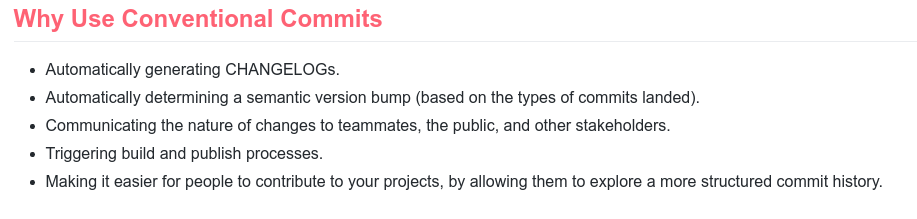 Why Use Conventional Commits
• Automatically generating CHANGELOGs.
• Automatically determining a semantic version bump (based on the types of commits landed).
• Communicating the nature of changes to teammates, the public, and other stakeholders.
• Triggering build and publish processes.
• Making it easier for people to contribute to your projects, by allowing them to explore a more structured commit history.